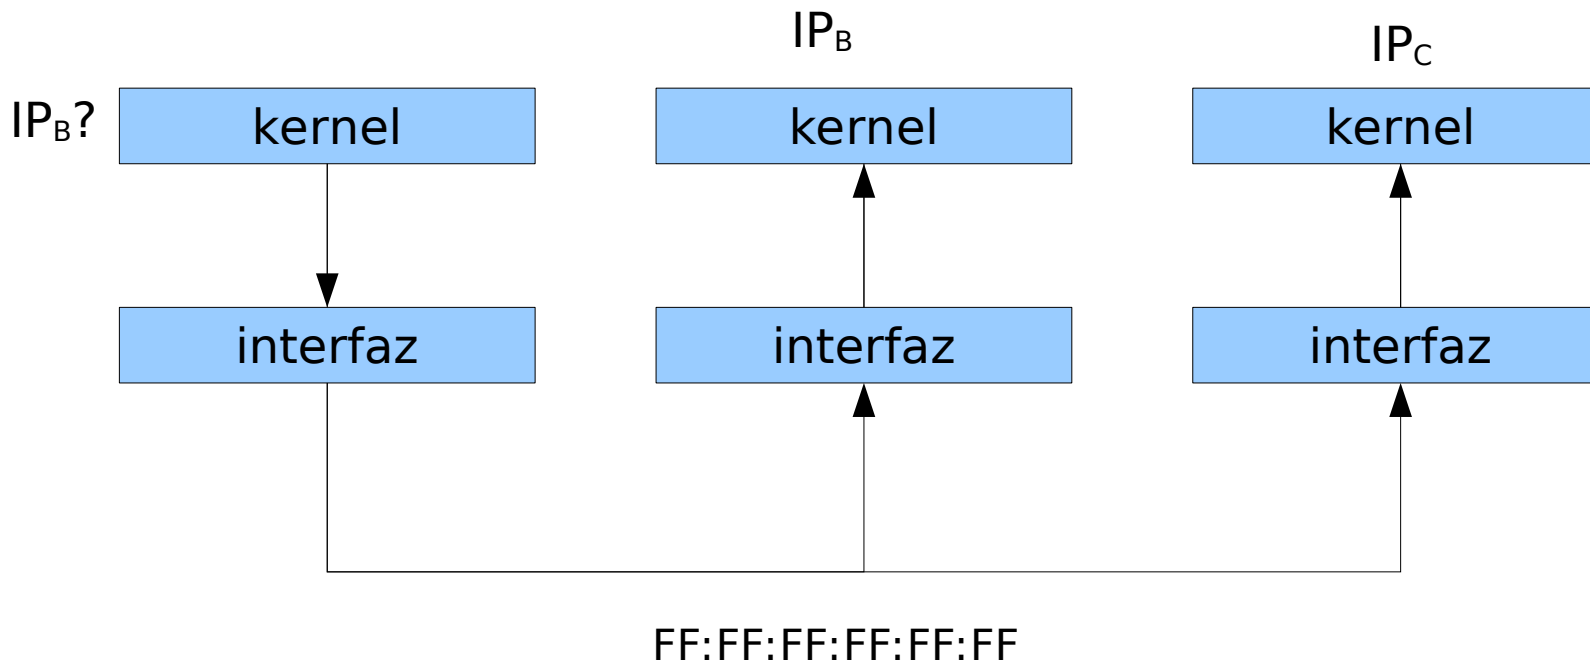 IPB
IPC
IPB?
kernel
kernel
kernel
interfaz
interfaz
interfaz
FF:FF:FF:FF:FF:FF